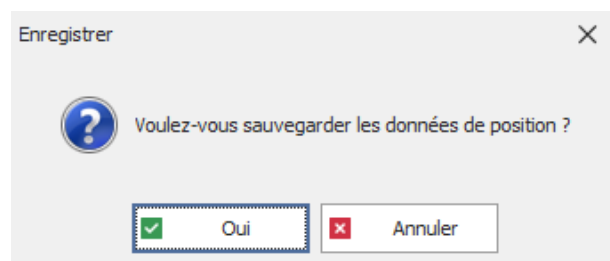 Enregistrer
Voulez-vous sauvegarder les données de position ?
Oui
Annuler